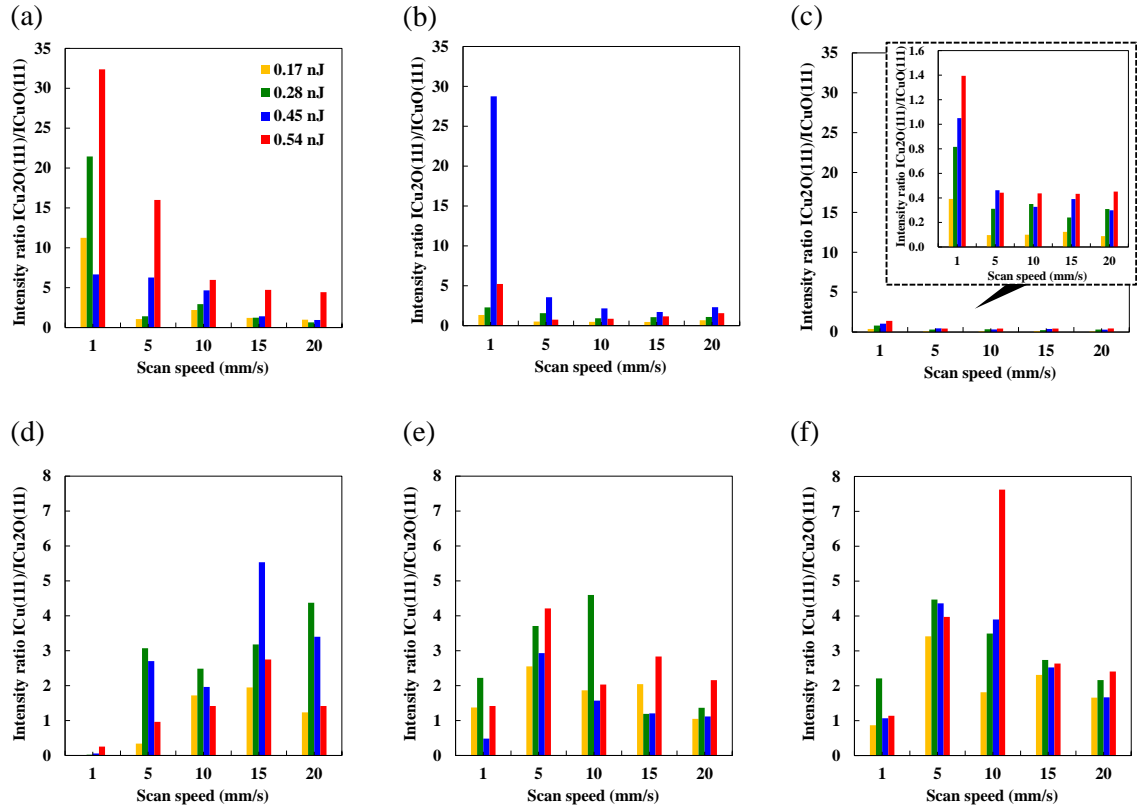 (a)
35
30
25
20
15
10
5
0
Intensity ratio ICu2O(111)/ICuO(111)
0.17 nJ
0.28 nJ
0.45 nJ
0.54 nJ
1 5 10 15 20
Scan speed (mm/s)
(b)
35
30
25
20
15
10
5
0
Intensity ratio ICu2O(111)/ICuO(111)
1 5 10 15 20
Scan speed (mm/s)
(c)
35
30
25
20
15
10
5
0
Intensity ratio ICu2O(111)/ICuO(111)
1.6
1.4
1.2
1.0
0.8
0.6
0.4
0.2
0.0
Intensity ratio ICu2O(111)/ICuO(111)
1 5 10 15 20
Scan speed (mm/s)
1 5 10 15 20
Scan speed (mm/s)
(d)
8
7
6
5
4
3
2
1
0
Intensity ratio ICu(111)/ICu2O(111)
1 5 10 15 20
Scan speed (mm/s)
(e)
8
7
6
5
4
3
2
1
0
Intensity ratio ICu(111)/ICu2O(111)
1 5 10 15 20
Scan speed (mm/s)
(f)
8
7
6
5
4
3
2
1
0
Intensity ratio ICu(111)/ICu2O(111)
1 5 10 15 20
Scan speed (mm/s)